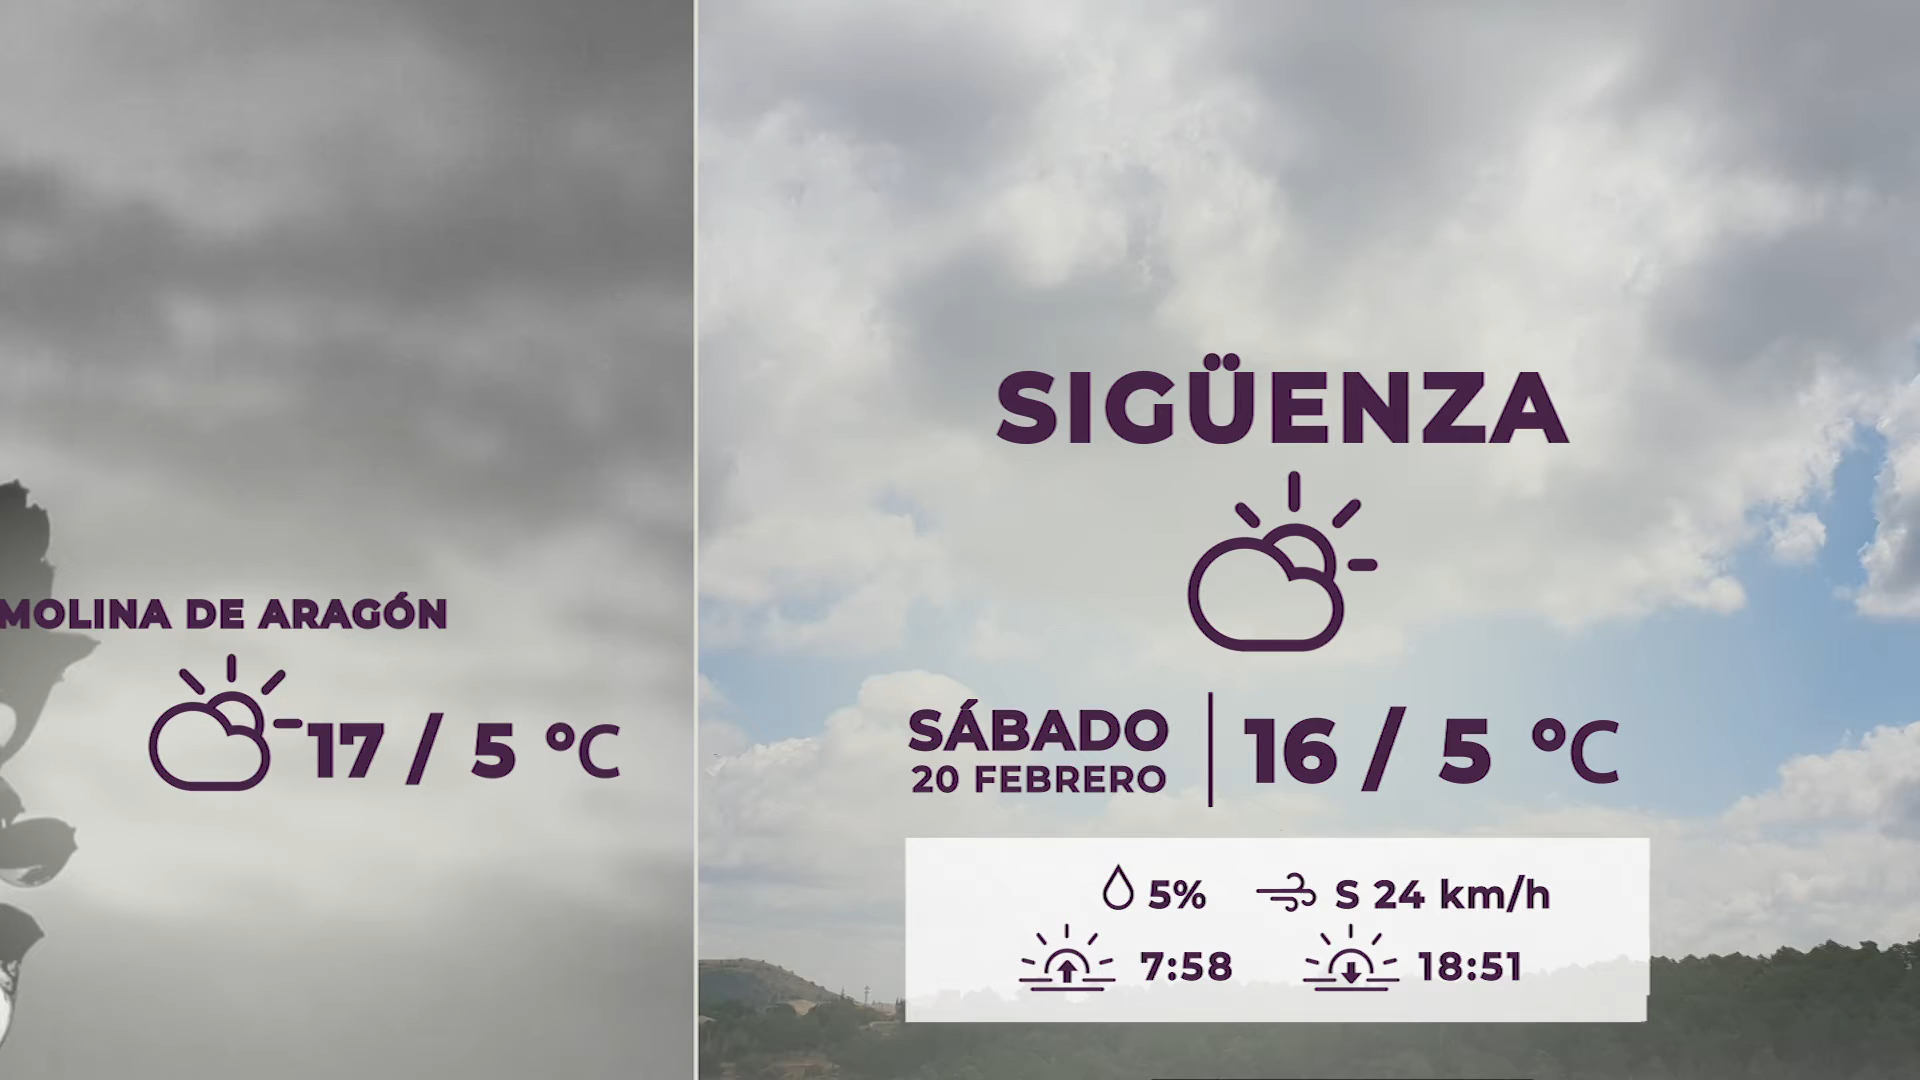 MOLINA DE ARAGÓN
17 / 5 °C
SIGÜENZA
SÁBADO
20 FEBRERO
16 / 5 °C
5% S 24 km/h
7:58 18:51